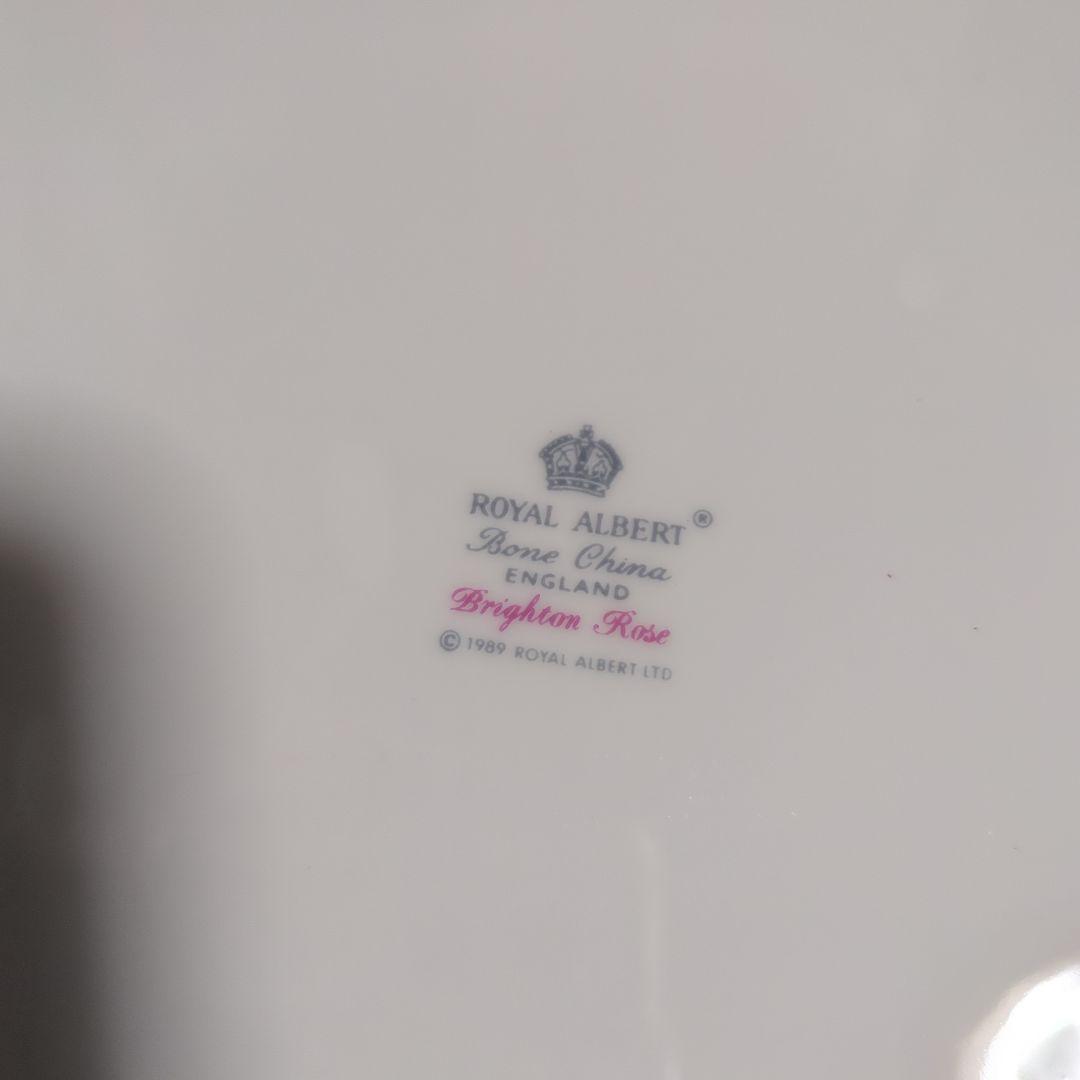 ROYAL ALBERT®
Bone China
ENGLAND
Brighton Rose
© 1989 ROYAL ALBERT LTD